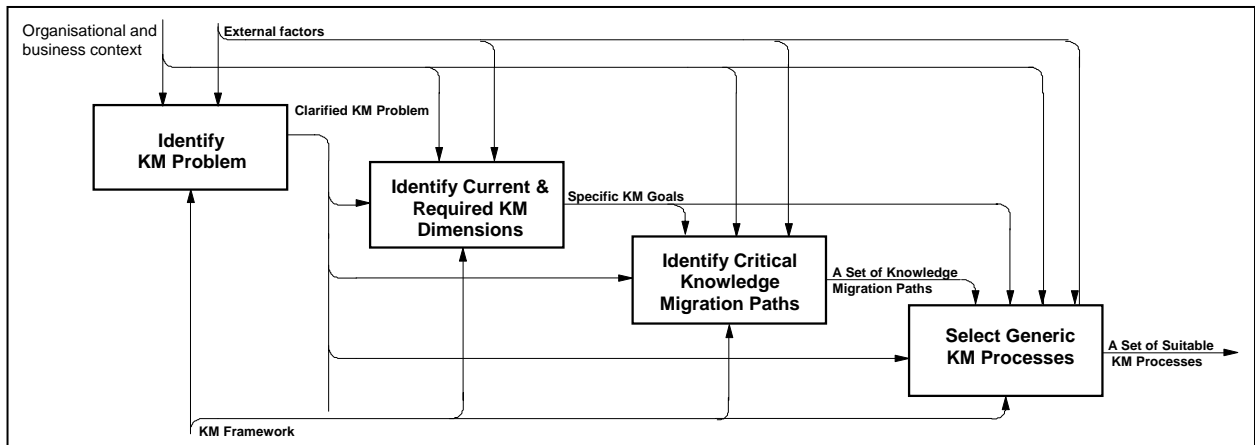 Organisational and
business context
External factors
Clarified KM Problem
Identify
KM Problem
Identify Current &
Required KM
Dimensions
Specific KM Goals
Identify Critical
Knowledge
Migration Paths
A Set of Knowledge
Migration Paths
Select Generic
KM Processes
A Set of Suitable
KM Processes
KM Framework